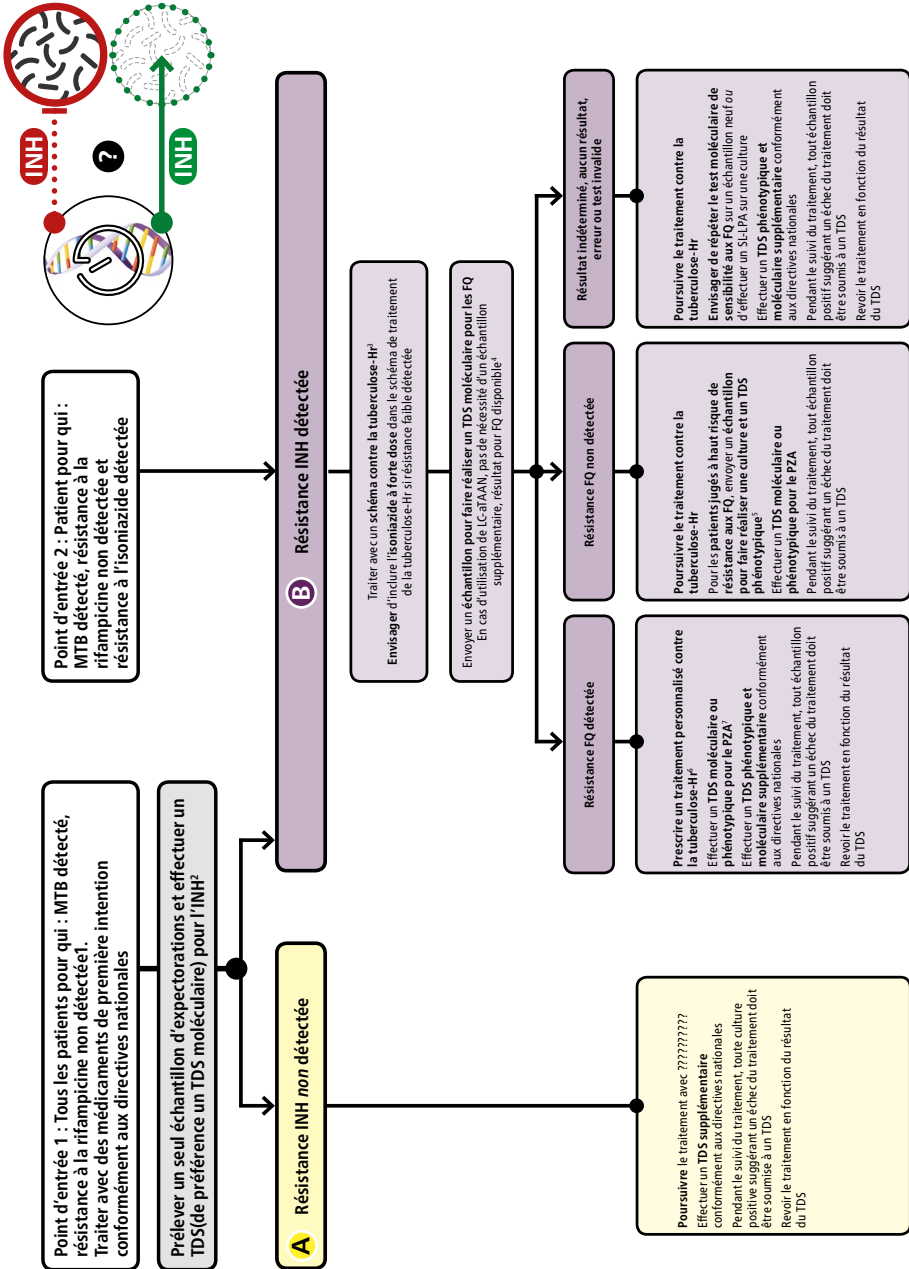 Point d'entrée 1 : Tous les patients pour qui : MTB détecté,
résistance à la rifampicine non détectée1.
Traiter avec des médicaments de première intention
conformément aux directives nationales
Point d'entrée 2 : Patient pour qui :
MTB détecté, résistance à la
rifampicine non détectée et
résistance à l'isoniazide détectée
INH
?
INH
Prélever un seul échantillon d'expectorations et effectuer un
TDS(de préférence un TDS moléculaire) pour l'INH²
A Résistance INH non détectée
B Résistance INH détectée
Traiter avec un schéma contre la tuberculose-Hr³
Envisager d'inclure l'isoniazide à forte dose dans le schéma de traitement
de la tuberculose-Hr si résistance faible détectée
Envoyer un échantillon pour faire réaliser un TDS moléculaire pour les FQ
En cas d'utilisation de LC-aTAAN, pas de nécessité d'un échantillon
supplémentaire, résultat pour FQ disponible⁴
Résistance FQ détectée
Résistance FQ non détectée
Résultat indéterminé, aucun résultat,
erreur ou test invalide
Poursuivre le traitement avec ??????????
Effectuer un TDS supplémentaire
conformément aux directives nationales
Pendant le suivi du traitement, toute culture
positive suggérant un échec du traitement doit
être soumise à un TDS
Revoir le traitement en fonction du résultat
du TDS
Prescrire un traitement personnalisé contre
la tuberculose-Hr⁶
Effectuer un TDS moléculaire ou
phénotypique pour le PZA⁷
Effectuer un TDS phénotypique et
moléculaire supplémentaire conformément
aux directives nationales
Pendant le suivi du traitement, tout échantillon
positif suggérant un échec du traitement doit
être soumis à un TDS
Revoir le traitement en fonction du résultat
du TDS
Poursuivre le traitement contre la
tuberculose-Hr
Pour les patients jugés à haut risque de
résistance aux FQ, envoyer un échantillon
pour faire réaliser une culture et un TDS
phénotypique⁵
Effectuer un TDS moléculaire ou
phénotypique pour le PZA
Pendant le suivi du traitement, tout échantillon
positif suggérant un échec du traitement doit
être soumis à un TDS
Poursuivre le traitement contre la
tuberculose-Hr
Envisager de répéter le test moléculaire de
sensibilité aux FQ sur un échantillon neuf ou
d'effectuer un SL-LPA sur une culture
Effectuer un TDS phénotypique et
moléculaire supplémentaire conformément
aux directives nationales
Pendant le suivi du traitement, tout échantillon
positif suggérant un échec du traitement doit
être soumis à un TDS
Revoir le traitement en fonction du résultat
du TDS